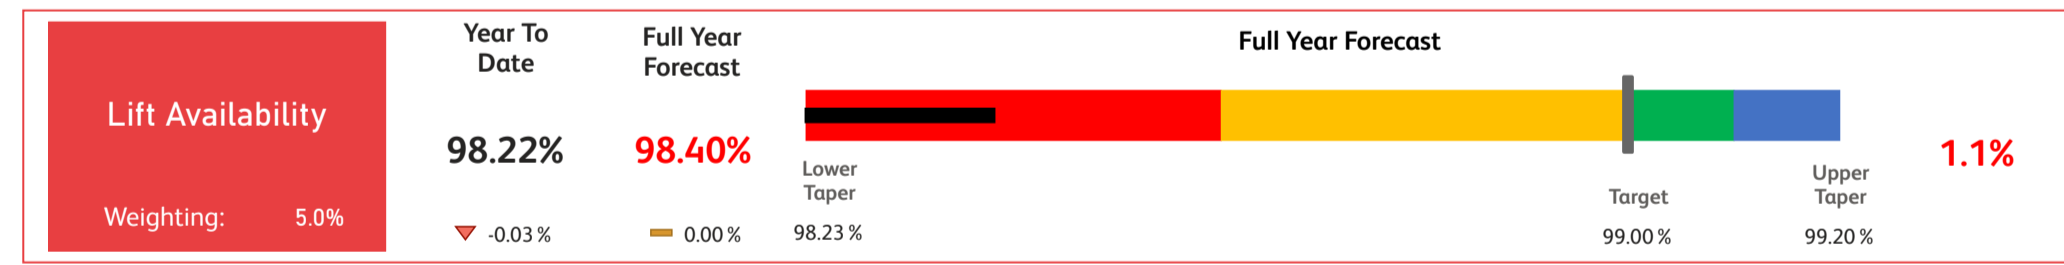 Lift Availability
Weighting: 5.0%
Year To
Date
98.22%
-0.03%
Full Year
Forecast
98.40%
0.00%
Full Year Forecast
Lower
Taper
98.23%
Target
99.00%
Upper
Taper
99.20%
1.1%